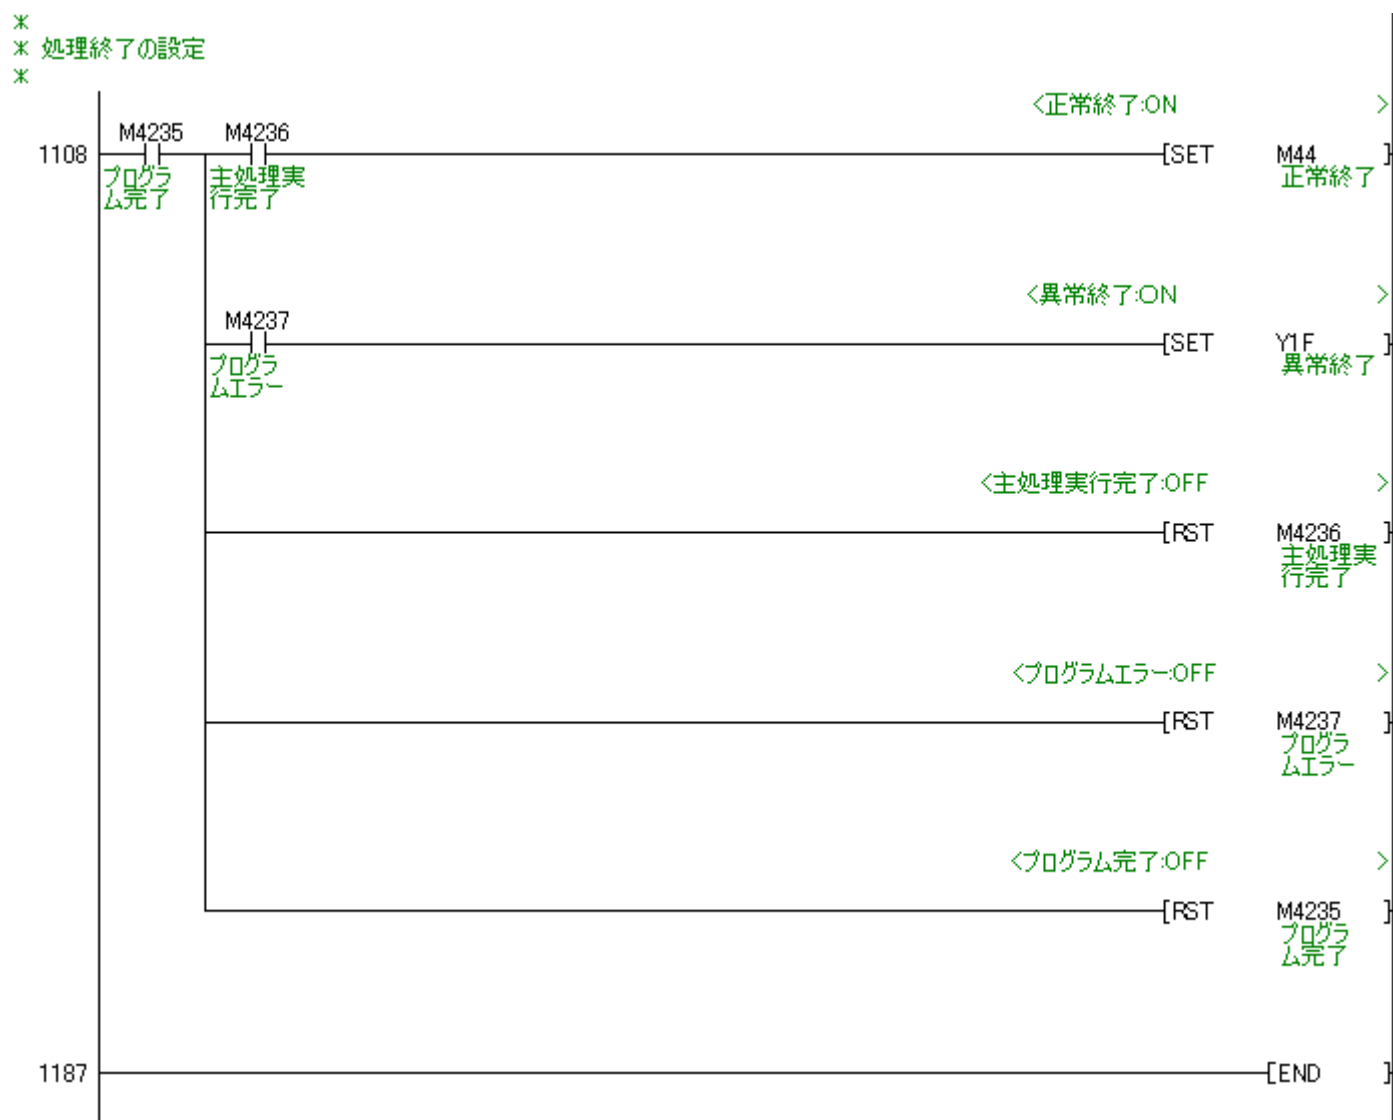 *
* 処理終了の設定
*
<正常終了:ON >
M4235 M4236
1108 [SET M44 ]
プログラ 主処理実 正常終了
ム完了 行完了
<異常終了:ON >
M4237
[SET Y1F ]
プログラ 異常終了
ムエラー
<主処理実行完了:OFF >
[RST M4236 ]
主処理実
行完了
<プログラムエラー:OFF >
[RST M4237 ]
プログラ
ムエラー
<プログラム完了:OFF >
[RST M4235 ]
プログラ
ム完了
1187 [END ]